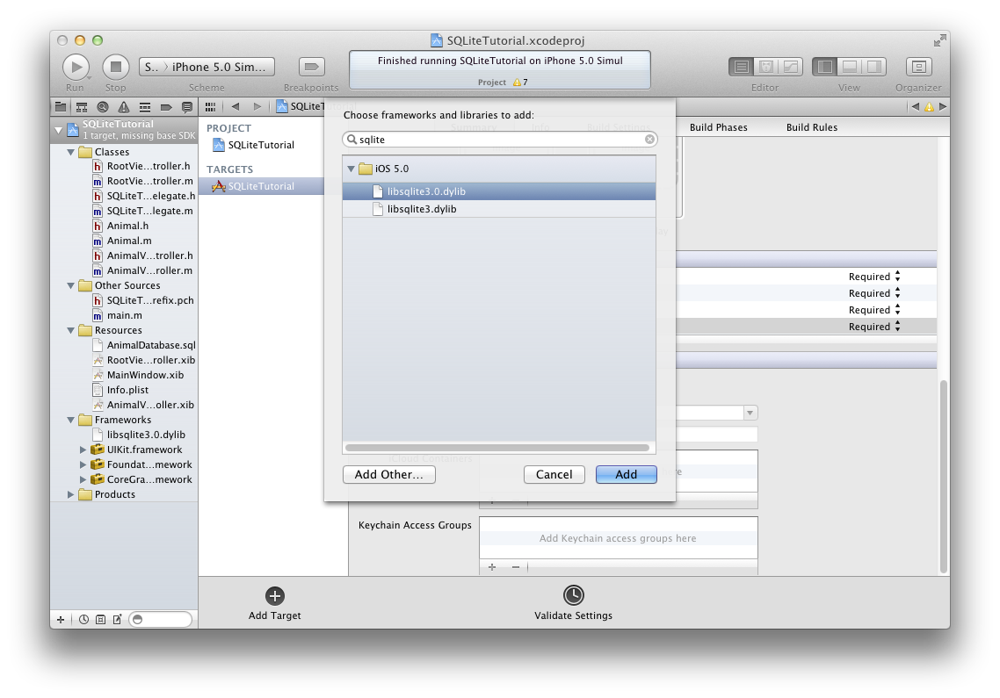 SQLiteTutorial.xcodeproj
S.. › iPhone 5.0 Sim...
Finished running SQLiteTutorial on iPhone 5.0 Simul
Project 7
Run Stop Scheme Breakpoints Editor View Organizer
SQLiteTutorial
1 target, missing base SDK
Classes
RootVie...troller.h
RootVie...troller.m
SQLiteT...elegate.h
SQLiteT...legate.m
Animal.h
Animal.m
AnimalV...troller.h
AnimalV...roller.m
Other Sources
SQLiteT...refix.pch
main.m
Resources
AnimalDatabase.sql
RootVie...roller.xib
MainWindow.xib
Info.plist
AnimalV...oller.xib
Frameworks
libsqlite3.0.dylib
UIKit.framework
Foundat...mework
CoreGra...mework
Products
SQLiteTutorial
PROJECT
SQLiteTutorial
TARGETS
SQLiteTutorial
Summary Info Build Settings Build Phases Build Rules
Choose frameworks and libraries to add:
sqlite
iOS 5.0
libsqlite3.0.dylib
libsqlite3.dylib
Required
Required
Required
Required
iCloud Containers
Add Other... Cancel Add
Keychain Access Groups
Add Keychain access groups here
Add Target Validate Settings